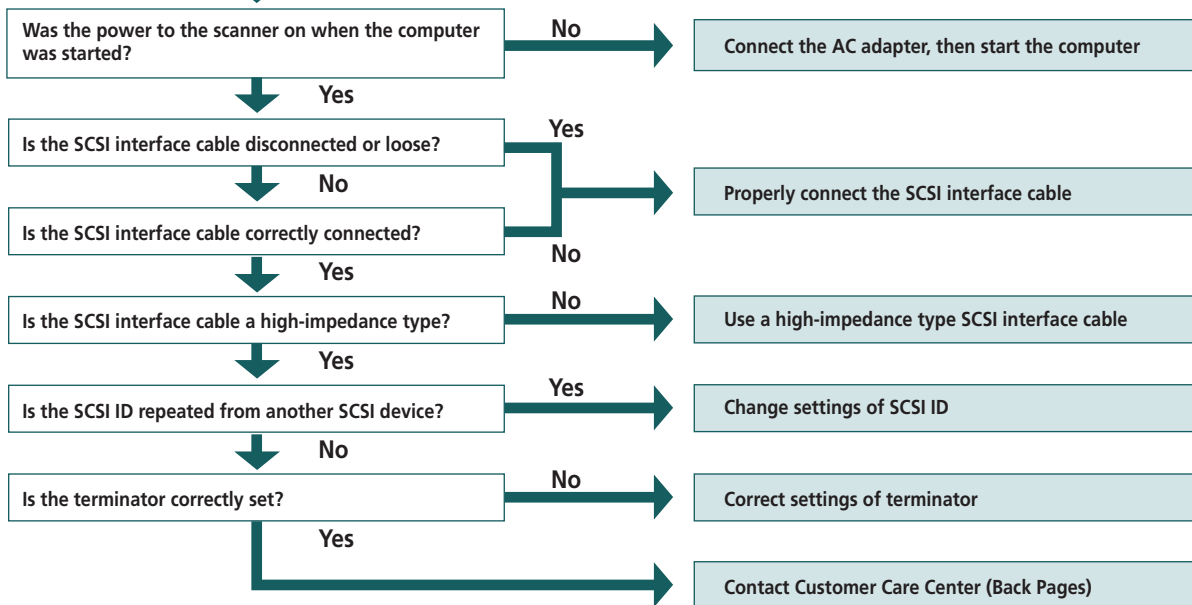 Was the power to the scanner on when the computer
was started?
No
Connect the AC adapter, then start the computer
Yes
Is the SCSI interface cable disconnected or loose?
Yes
No
Properly connect the SCSI interface cable
Is the SCSI interface cable correctly connected?
No
Yes
Is the SCSI interface cable a high-impedance type?
No
Use a high-impedance type SCSI interface cable
Yes
Is the SCSI ID repeated from another SCSI device?
Yes
Change settings of SCSI ID
No
Is the terminator correctly set?
No
Correct settings of terminator
Yes
Contact Customer Care Center (Back Pages)